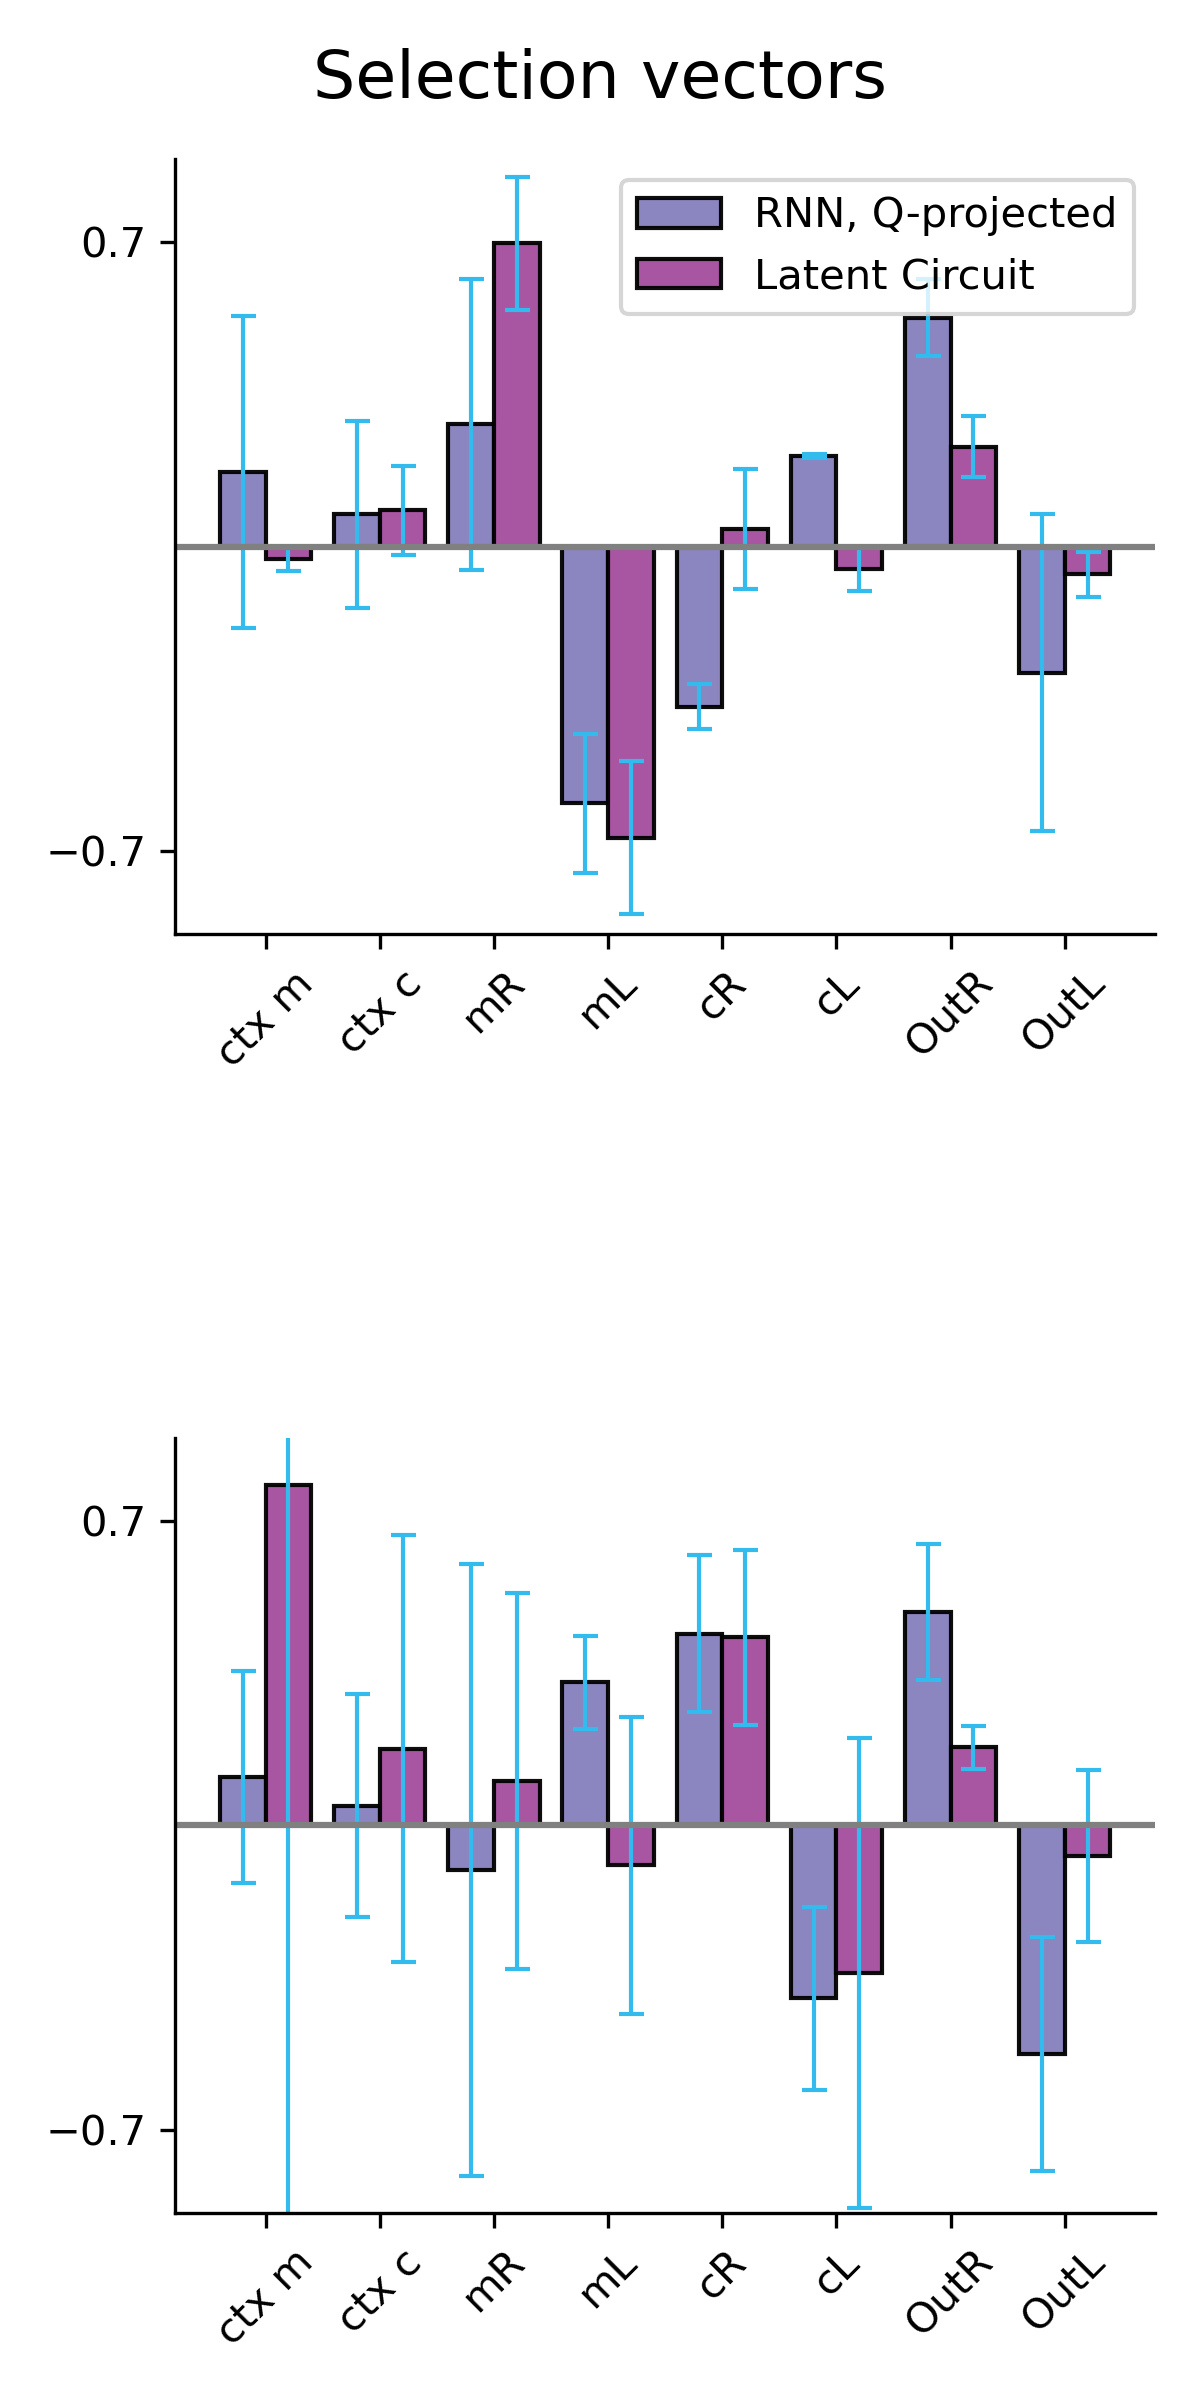 Selection vectors
0.7
−0.7
RNN, Q-projected
Latent Circuit
ctx m
ctx c
mR
mL
cR
cL
OutR
OutL
0.7
−0.7
ctx m
ctx c
mR
mL
cR
cL
OutR
OutL